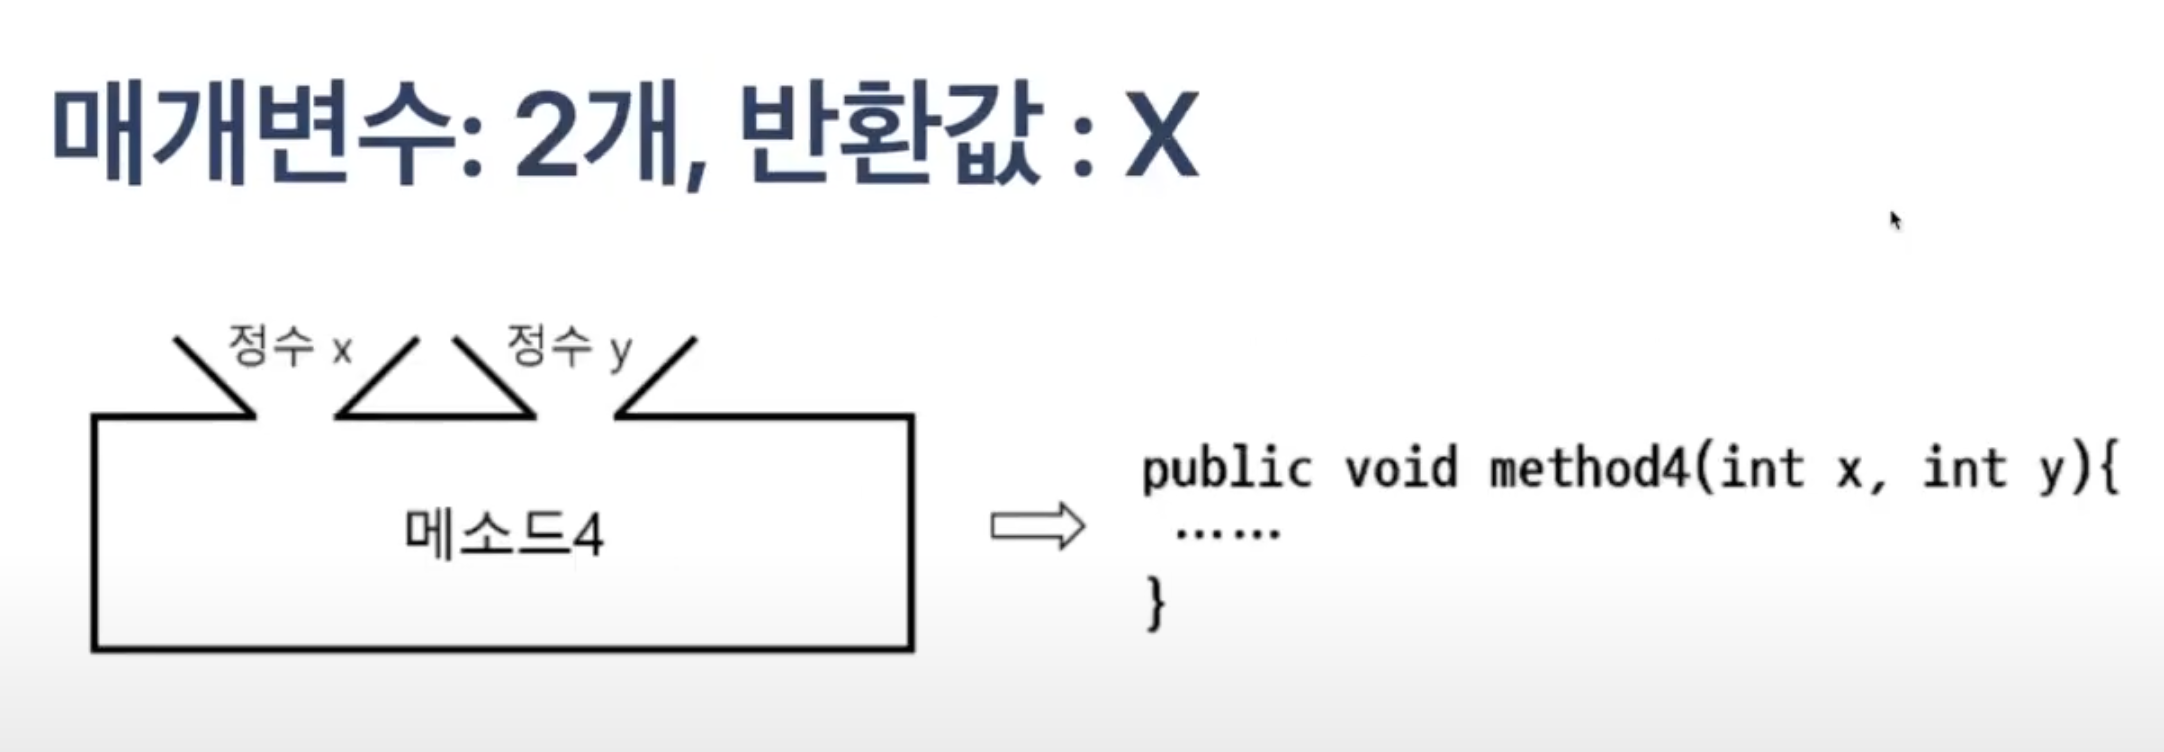 매개변수: 2개, 반환값 : X
정수 x 정수 y
메소드4
public void method4(int x, int y){
……
}